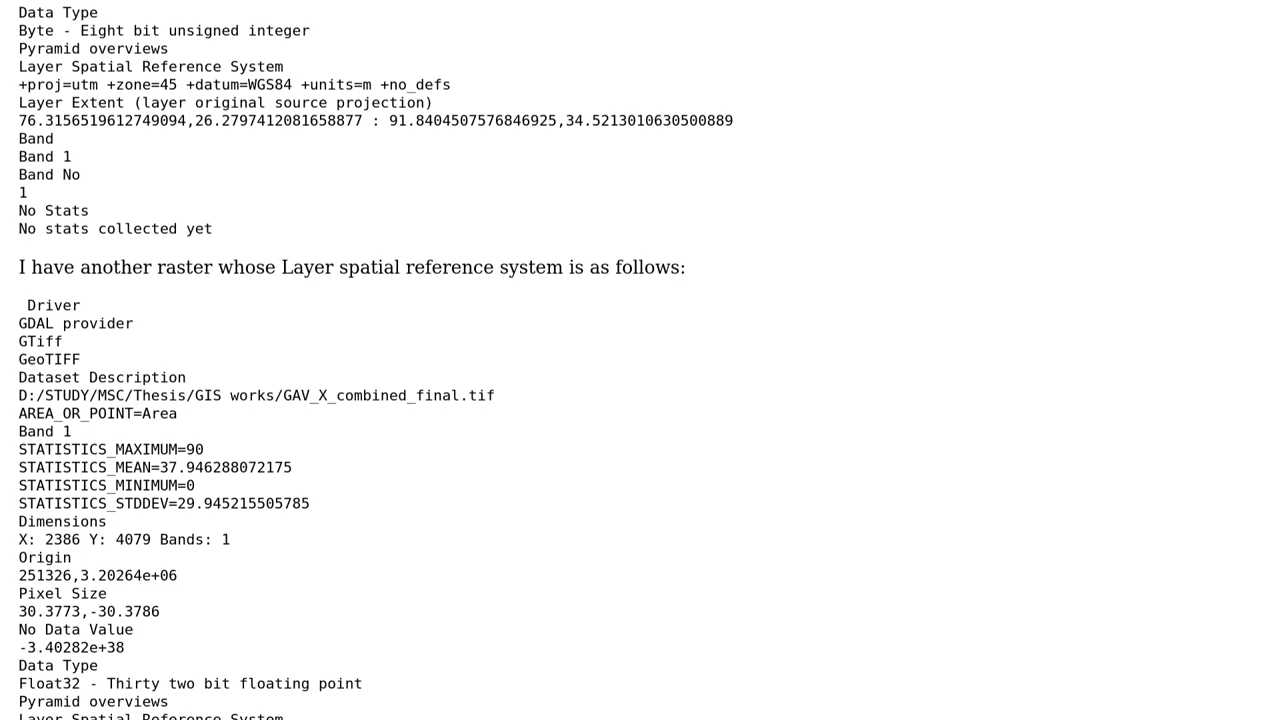 Data Type
Byte - Eight bit unsigned integer
Pyramid overviews
Layer Spatial Reference System
+proj=utm +zone=45 +datum=WGS84 +units=m +no_defs
Layer Extent (layer original source projection)
76.3156519612749094,26.2797412081658877 : 91.8404507576846925,34.5213010630500889
Band
Band 1
Band No
1
No Stats
No stats collected yet
I have another raster whose Layer spatial reference system is as follows:
Driver
GDAL provider
GTiff
GeoTIFF
Dataset Description
D:/STUDY/MSC/Thesis/GIS works/GAV_X_combined_final.tif
AREA_OR_POINT=Area
Band 1
STATISTICS_MAXIMUM=90
STATISTICS_MEAN=37.946288072175
STATISTICS_MINIMUM=0
STATISTICS_STDDEV=29.945215505785
Dimensions
X: 2386 Y: 4079 Bands: 1
Origin
251326,3.20264e+06
Pixel Size
30.3773,-30.3786
No Data Value
-3.40282e+38
Data Type
Float32 - Thirty two bit floating point
Pyramid overviews
Layer Spatial Reference System